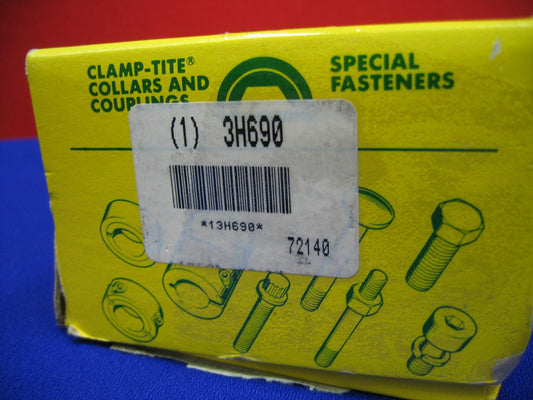 CLAMP-TITE®
COLLARS AND
COUPLINGS
SPECIAL
FASTENERS
(1) 3H690
*13H690*
72140